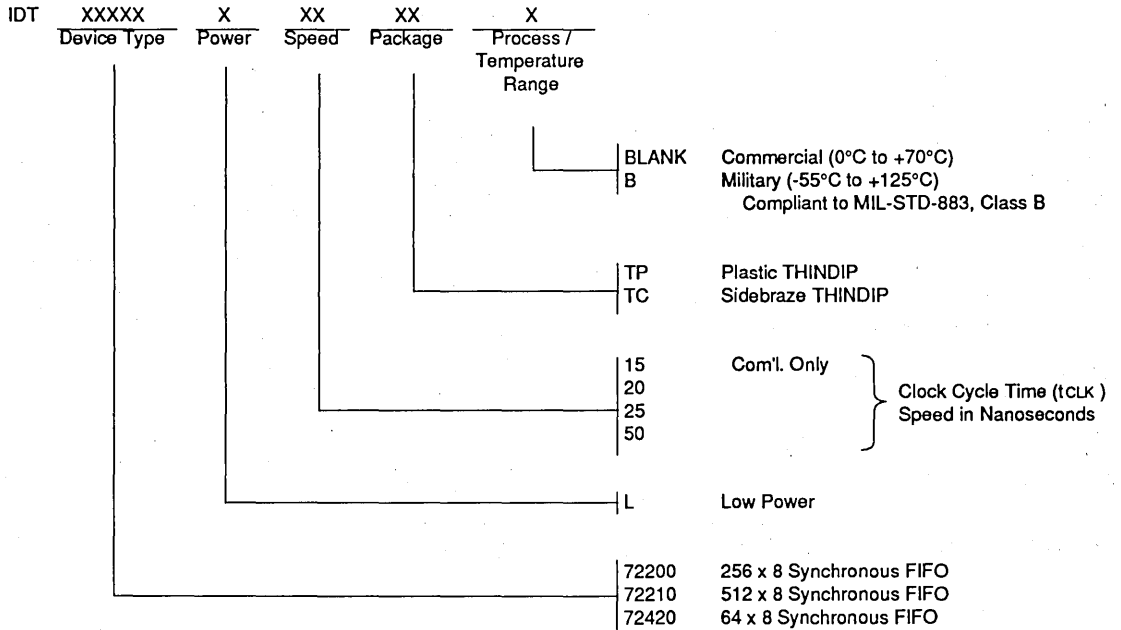 IDT XXXXX X XX XX X
Device Type Power Speed Package Process /
Temperature
Range
BLANK Commercial (0°C to +70°C)
B Military (-55°C to +125°C)
Compliant to MIL-STD-883, Class B
TP Plastic THINDIP
TC Sidebraze THINDIP
15 Com'l. Only
20
25
50
Clock Cycle Time (tCLK )
Speed in Nanoseconds
L Low Power
72200 256 x 8 Synchronous FIFO
72210 512 x 8 Synchronous FIFO
72420 64 x 8 Synchronous FIFO